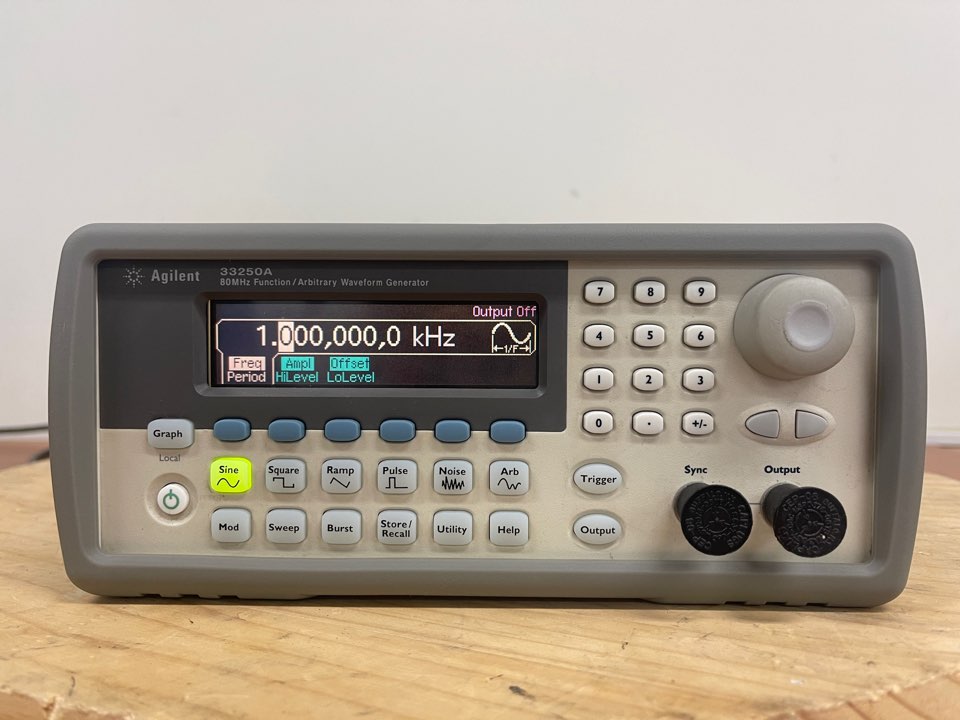 Agilent
33250A
80MHz Function / Arbitrary Waveform Generator
Output Off
1.000,000,0 kHz
←1/F→
Freq Ampl Offset
Period HiLevel LoLevel
7 8 9
4 5 6
1 2 3
0 . +/-
Graph
Local
Sine Square Ramp Pulse Noise Arb
Trigger
Sync Output
Mod Sweep Burst Store/ Recall Utility Help
Output